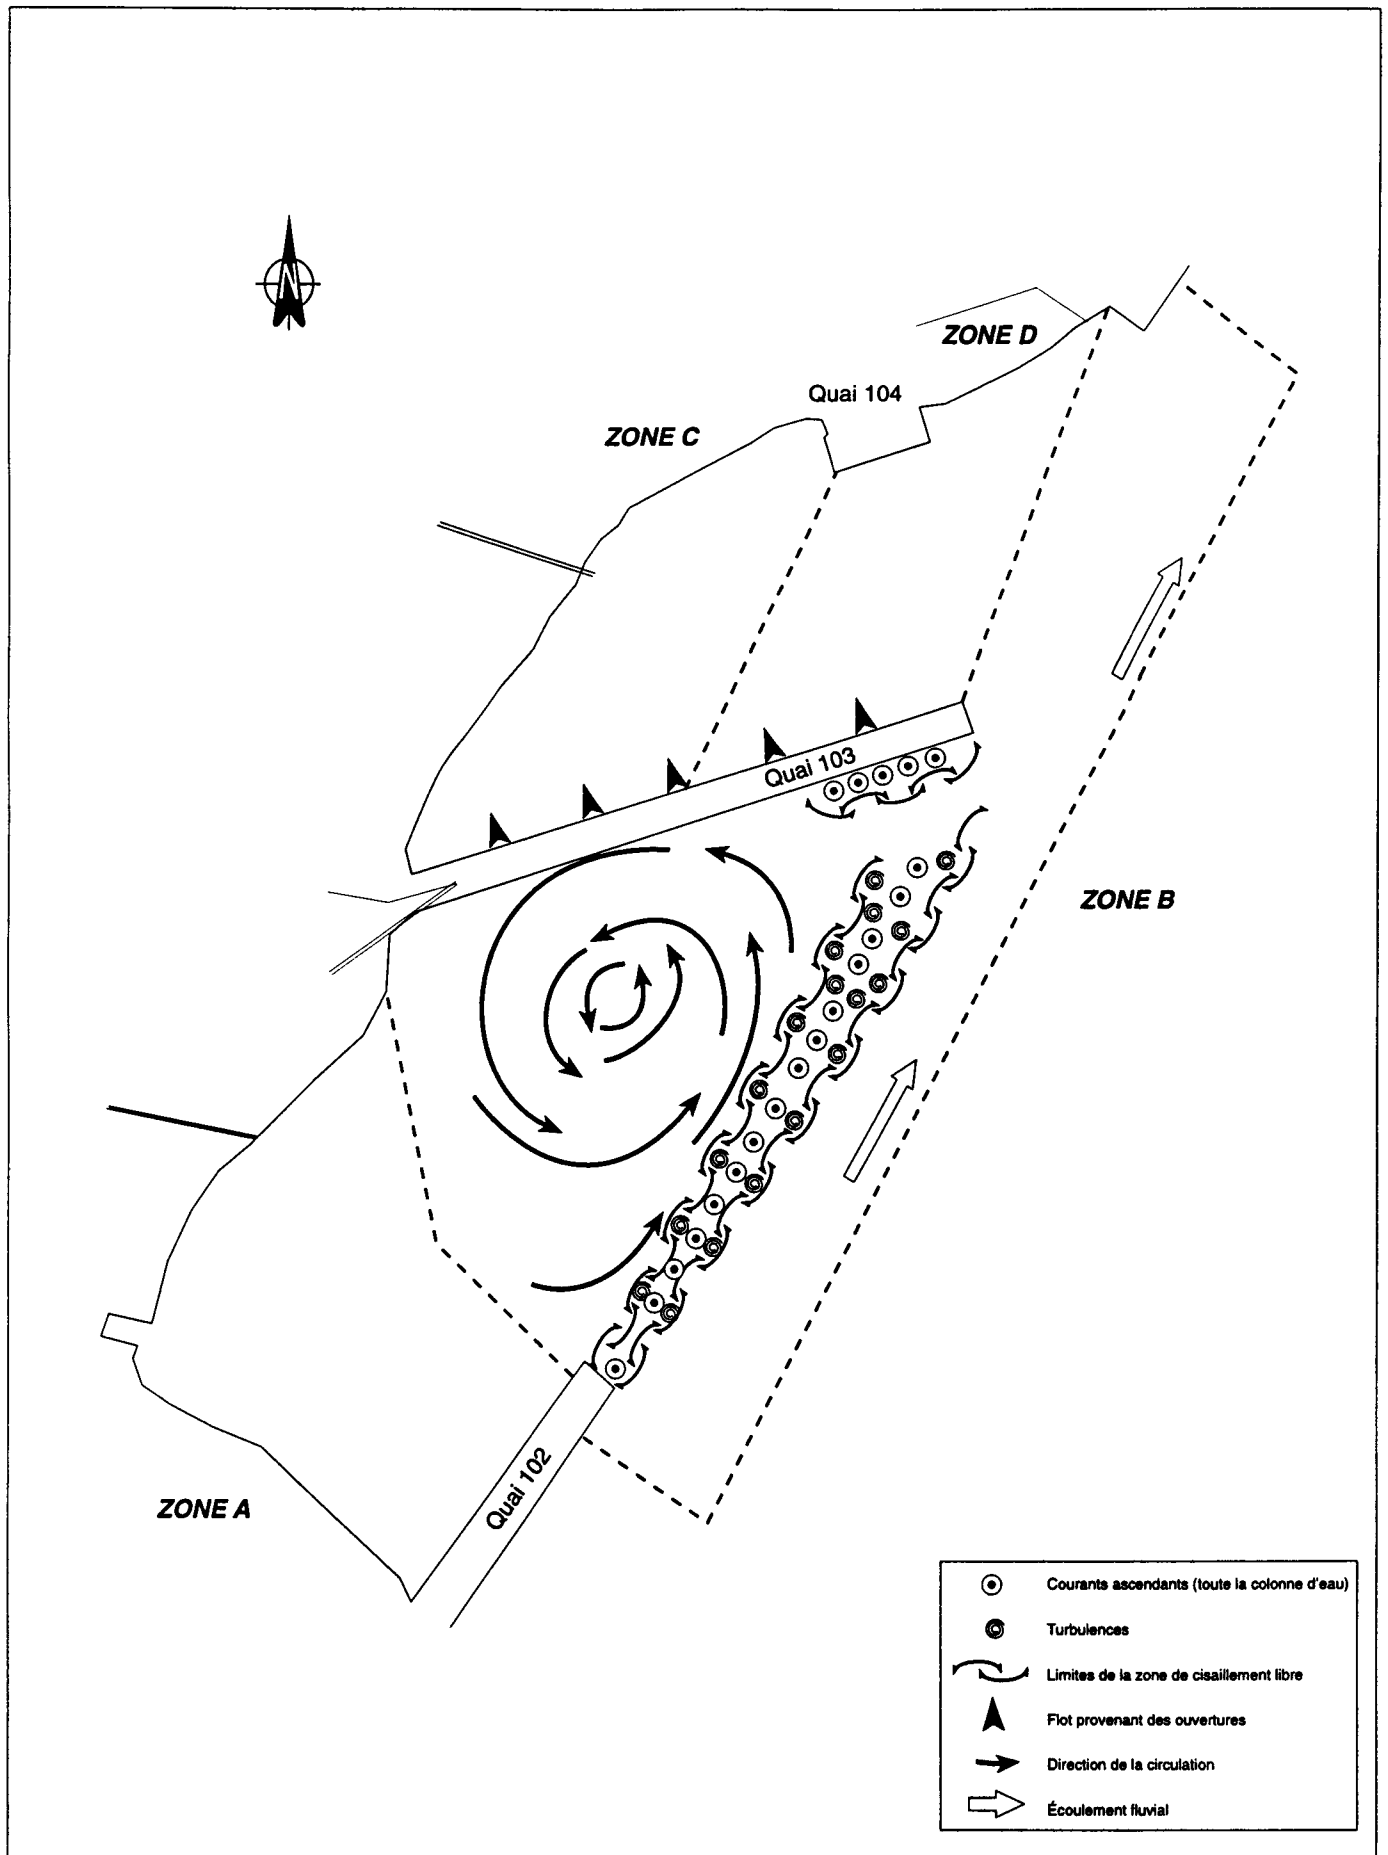 N
ZONE D
Quai 104
ZONE C
Quai 103
ZONE B
Quai 102
ZONE A
Courants ascendants (toute la colonne d'eau)
Turbulences
Limites de la zone de cisaillement libre
Flot provenant des ouvertures
Direction de la circulation
Écoulement fluvial